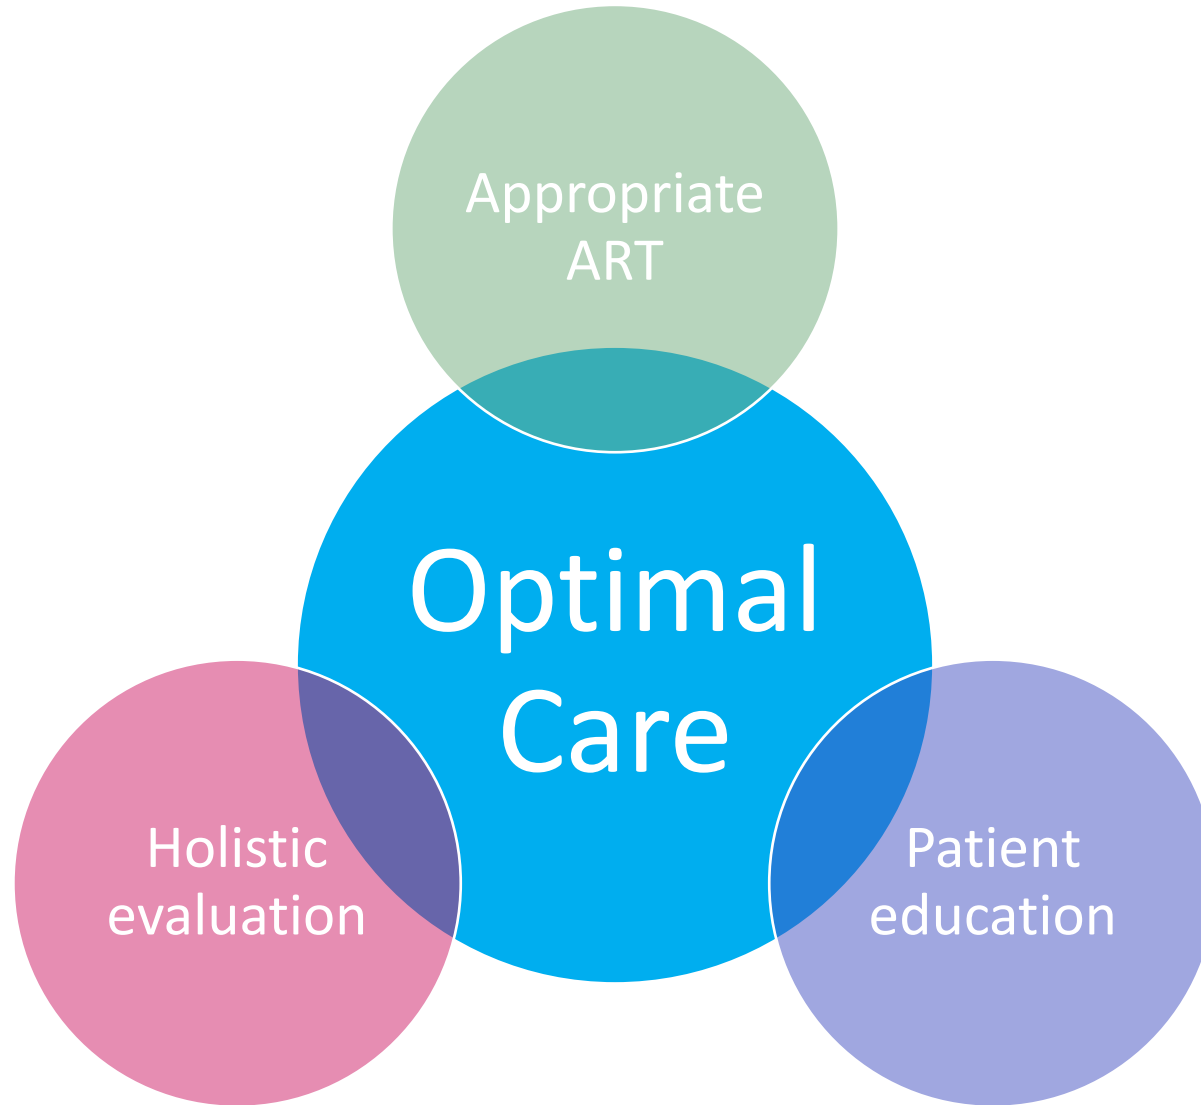 Appropriate
ART
Optimal
Care
Holistic
evaluation
Patient
education